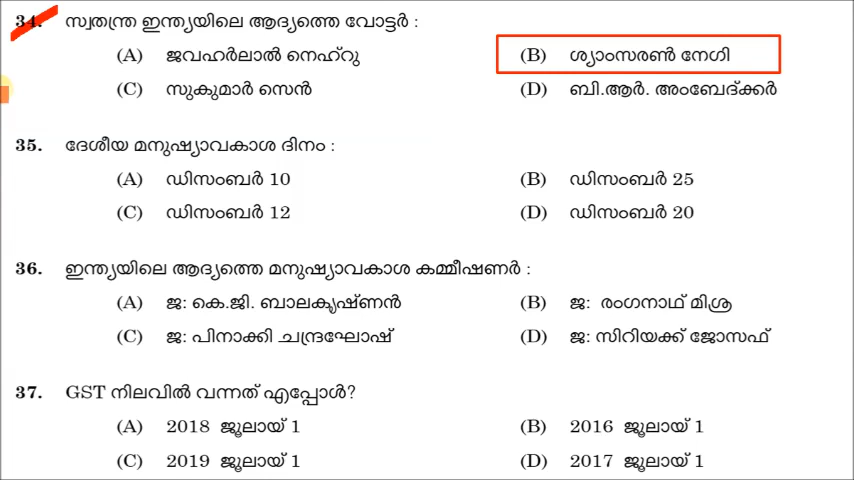 34. സ്വതന്ത്ര ഇന്ത്യയിലെ ആദ്യത്തെ വോട്ടർ :
(A) ജവഹർലാൽ നെഹ്റു (B) ശ്യാംസരൺ നേഗി
(C) സുകുമാർ സെൻ (D) ബി.ആർ. അംബേദ്ക്കർ
35. ദേശീയ മനുഷ്യാവകാശ ദിനം :
(A) ഡിസംബർ 10 (B) ഡിസംബർ 25
(C) ഡിസംബർ 12 (D) ഡിസംബർ 20
36. ഇന്ത്യയിലെ ആദ്യത്തെ മനുഷ്യാവകാശ കമ്മീഷണർ :
(A) ജ: കെ.ജി. ബാലകൃഷ്ണൻ (B) ജ: രംഗനാഥ് മിശ്ര
(C) ജ: പിനാക്കി ചന്ദ്രഘോഷ് (D) ജ: സിറിയക്ക് ജോസഫ്
37. GST നിലവിൽ വന്നത് എപ്പോൾ?
(A) 2018 ജൂലായ് 1 (B) 2016 ജൂലായ് 1
(C) 2019 ജൂലായ് 1 (D) 2017 ജൂലായ് 1